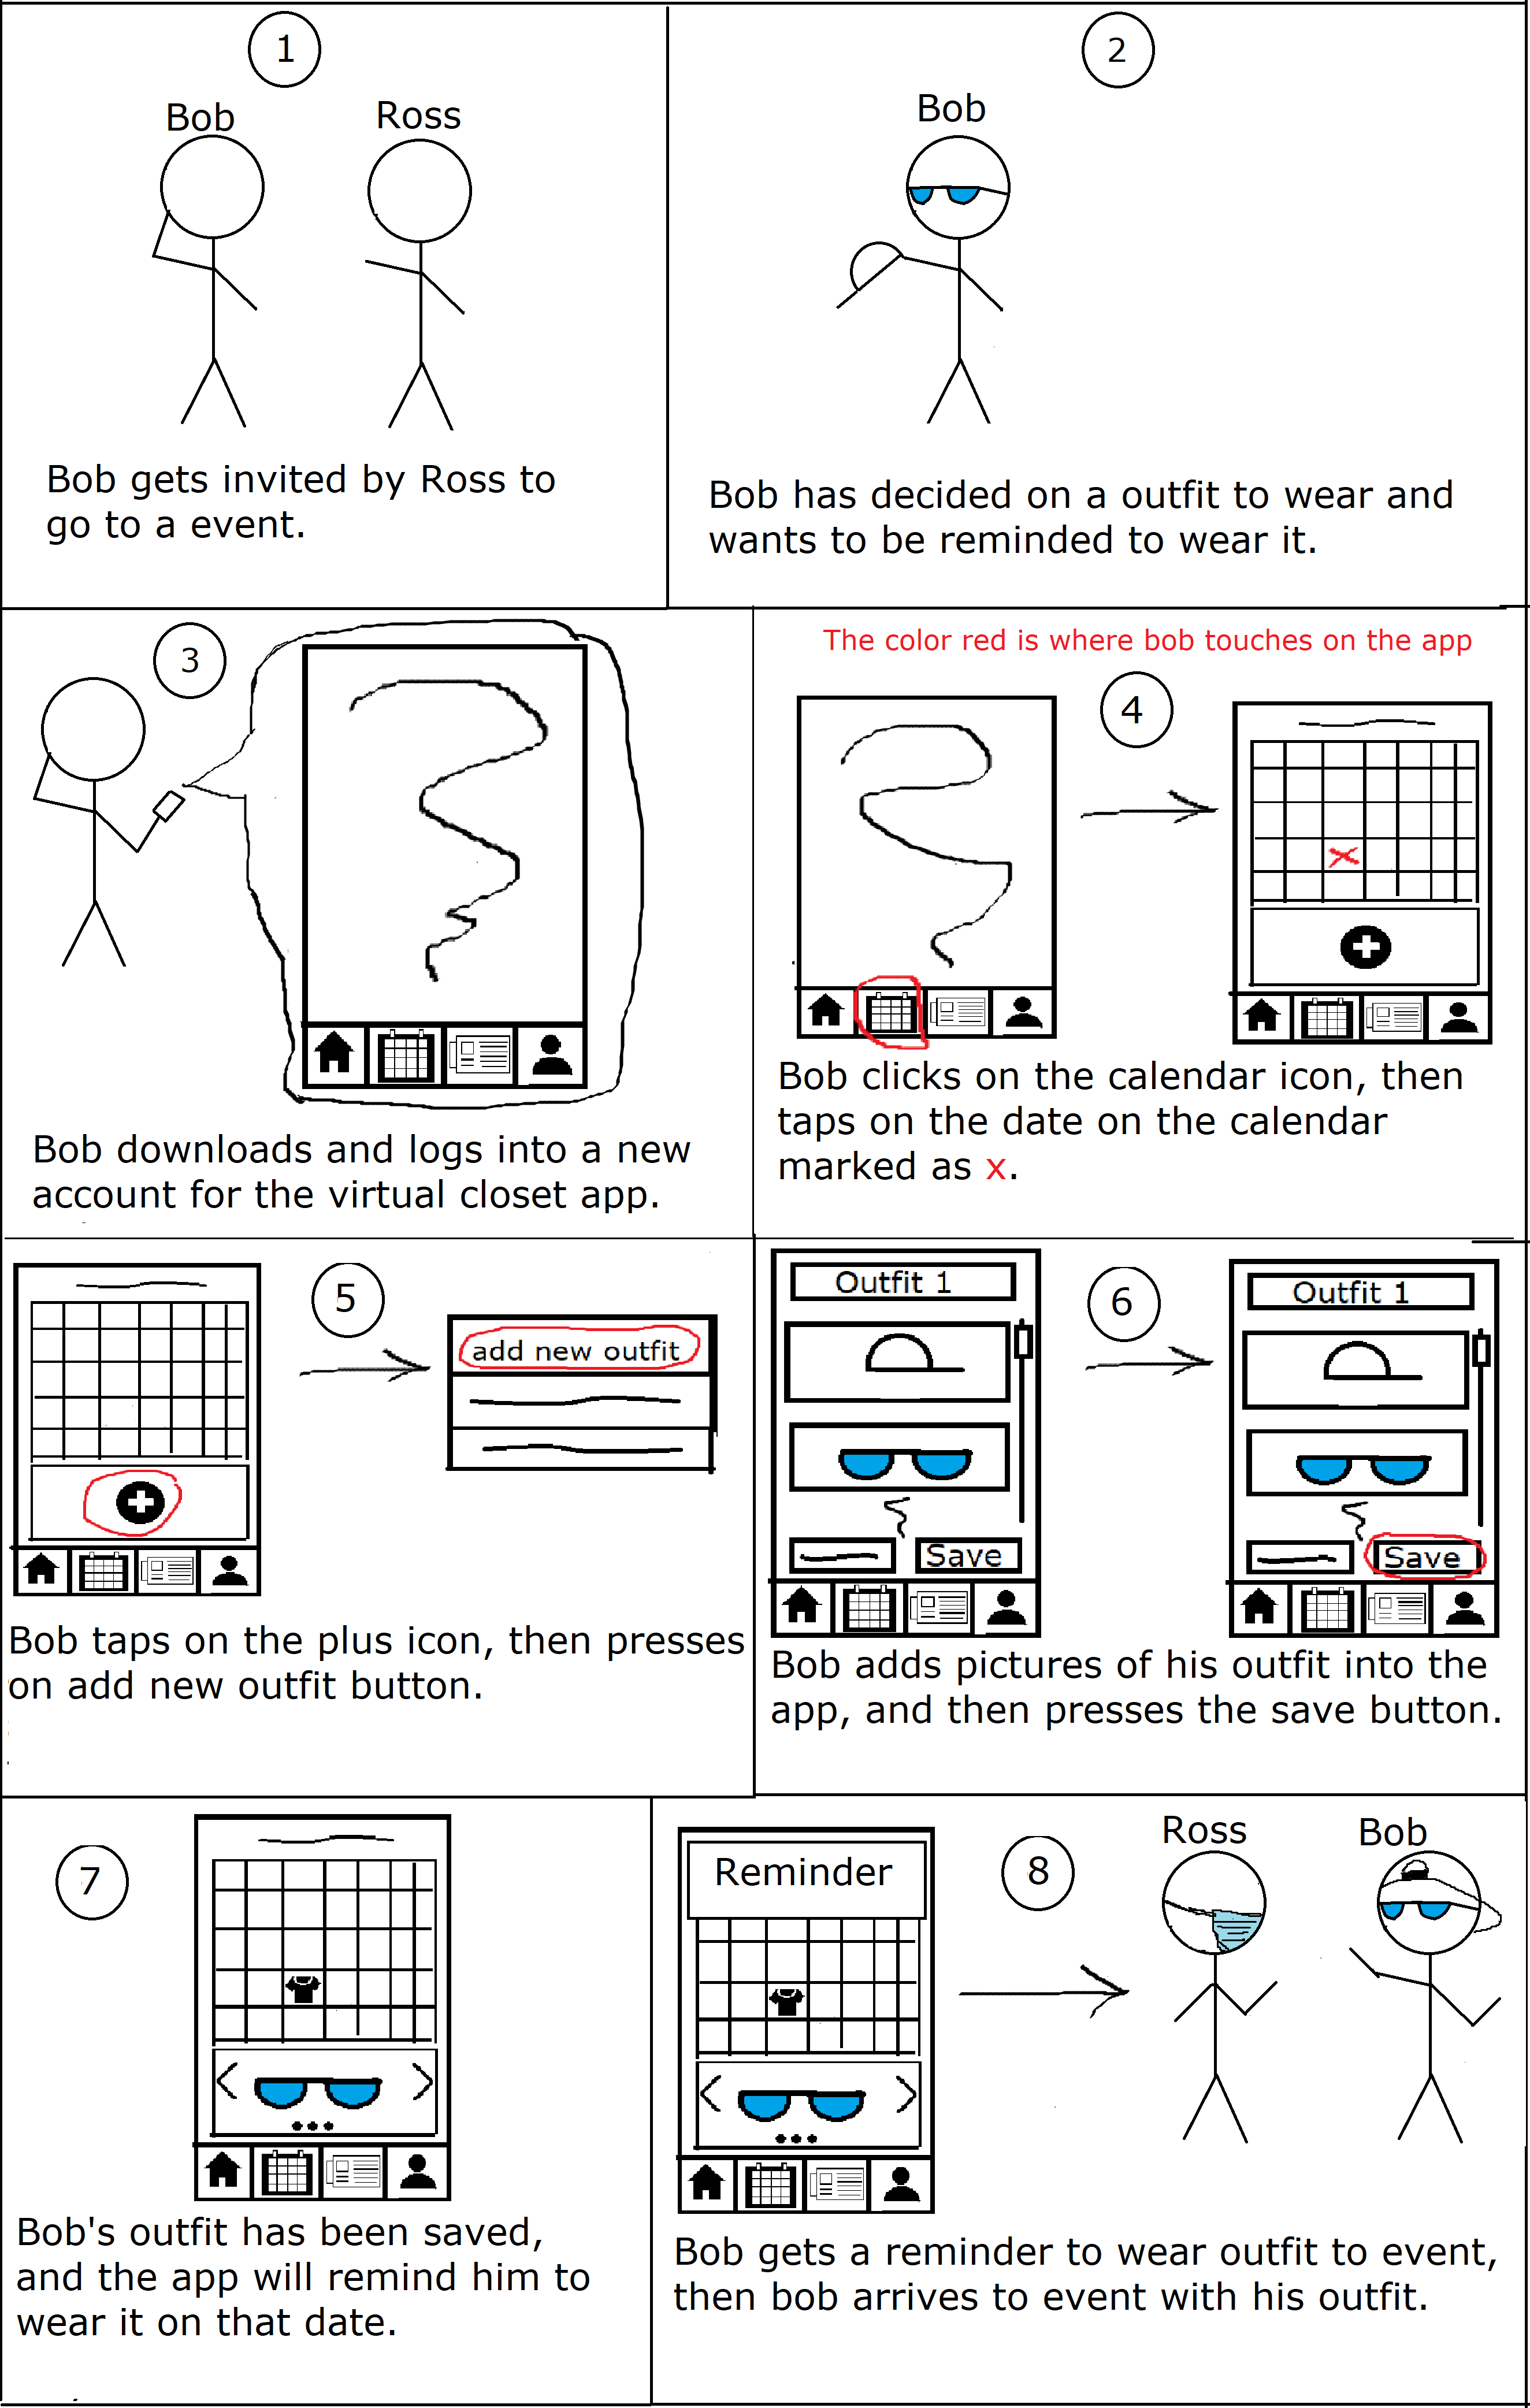 1
Bob
Ross
Bob gets invited by Ross to
go to a event.
2
Bob
Bob has decided on a outfit to wear and
wants to be reminded to wear it.
3
Bob downloads and logs into a new
account for the virtual closet app.
The color red is where bob touches on the app
4
Bob clicks on the calendar icon, then
taps on the date on the calendar
marked as x.
5
add new outfit
Bob taps on the plus icon, then presses
on add new outfit button.
6
Outfit 1
Save
Outfit 1
Save
Bob adds pictures of his outfit into the
app, and then presses the save button.
7
Bob's outfit has been saved,
and the app will remind him to
wear it on that date.
Reminder
8
Ross
Bob
Bob gets a reminder to wear outfit to event,
then bob arrives to event with his outfit.